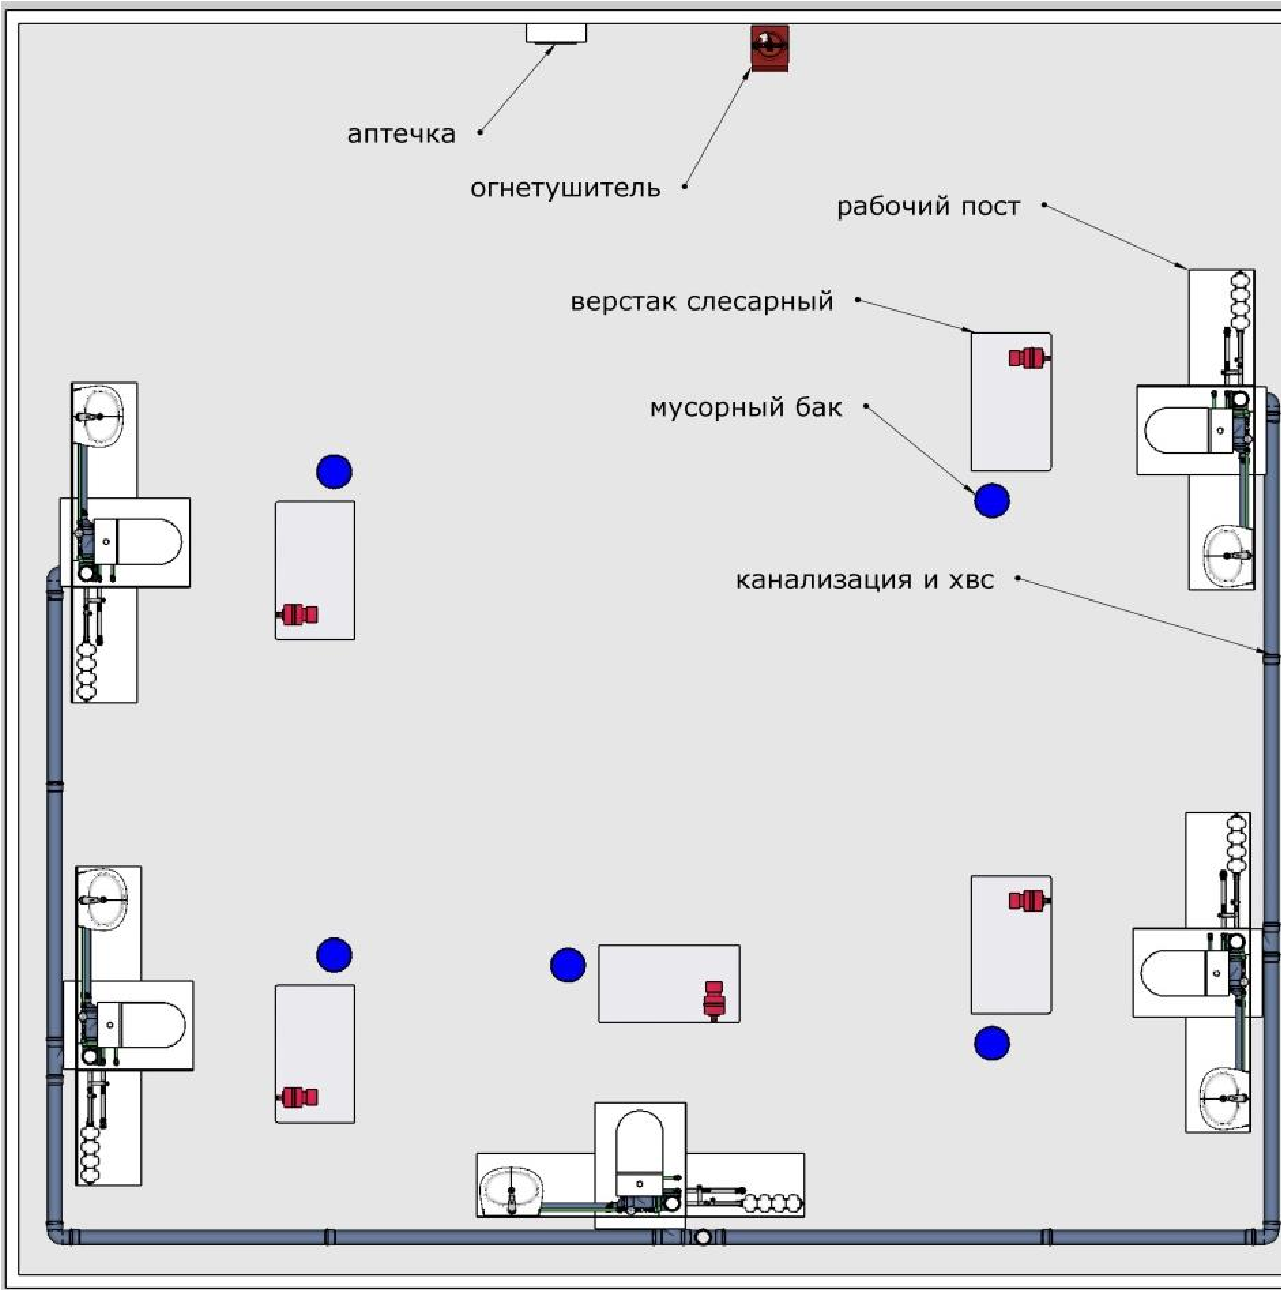 аптечка
огнетушитель
рабочий пост
верстак слесарный
мусорный бак
канализация и хвс